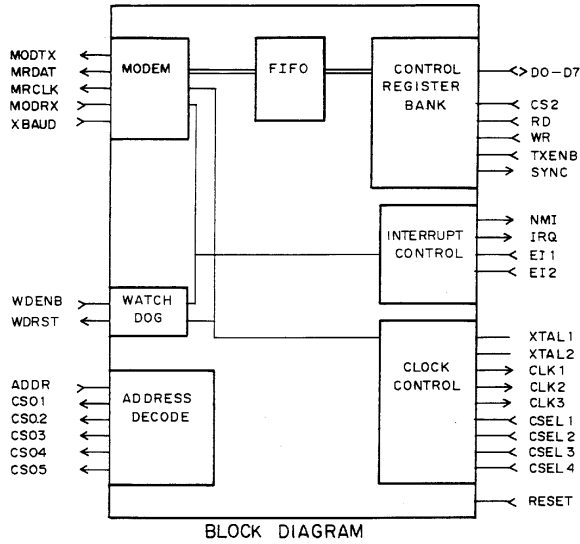 MODTX
MRDAT
MRCLK
MODRX
XBAUD
MODEM
FIFO
CONTROL
REGISTER
BANK
DO-D7
CS2
RD
WR
TXENB
SYNC
INTERRUPT
CONTROL
NMI
IRQ
EI1
EI2
WDENB
WDRST
WATCH
DOG
ADDR
CSO1
CSO2
CSO3
CSO4
CSO5
ADDRESS
DECODE
CLOCK
CONTROL
XTAL1
XTAL2
CLK1
CLK2
CLK3
CSEL1
CSEL2
CSEL3
CSEL4
RESET
BLOCK DIAGRAM